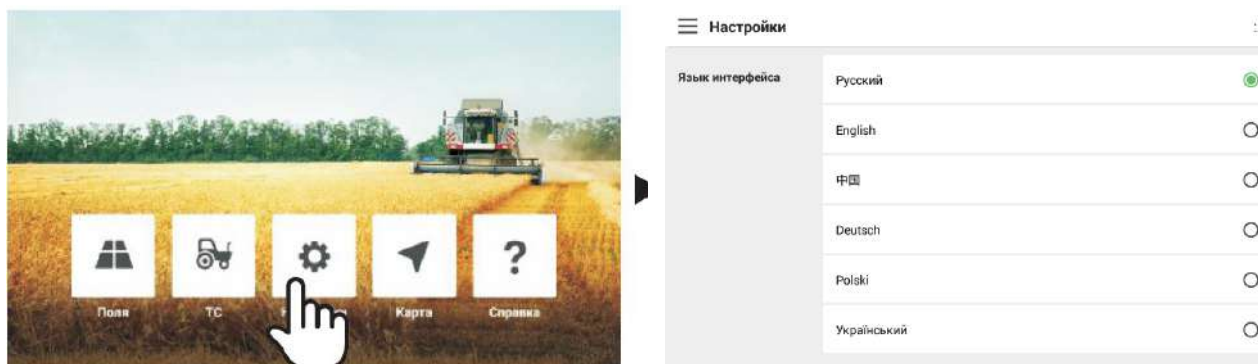 Поля
ТС
Карта
Справка
Настройки
Язык интерфейса
Русский
English
中国
Deutsch
Polski
Український